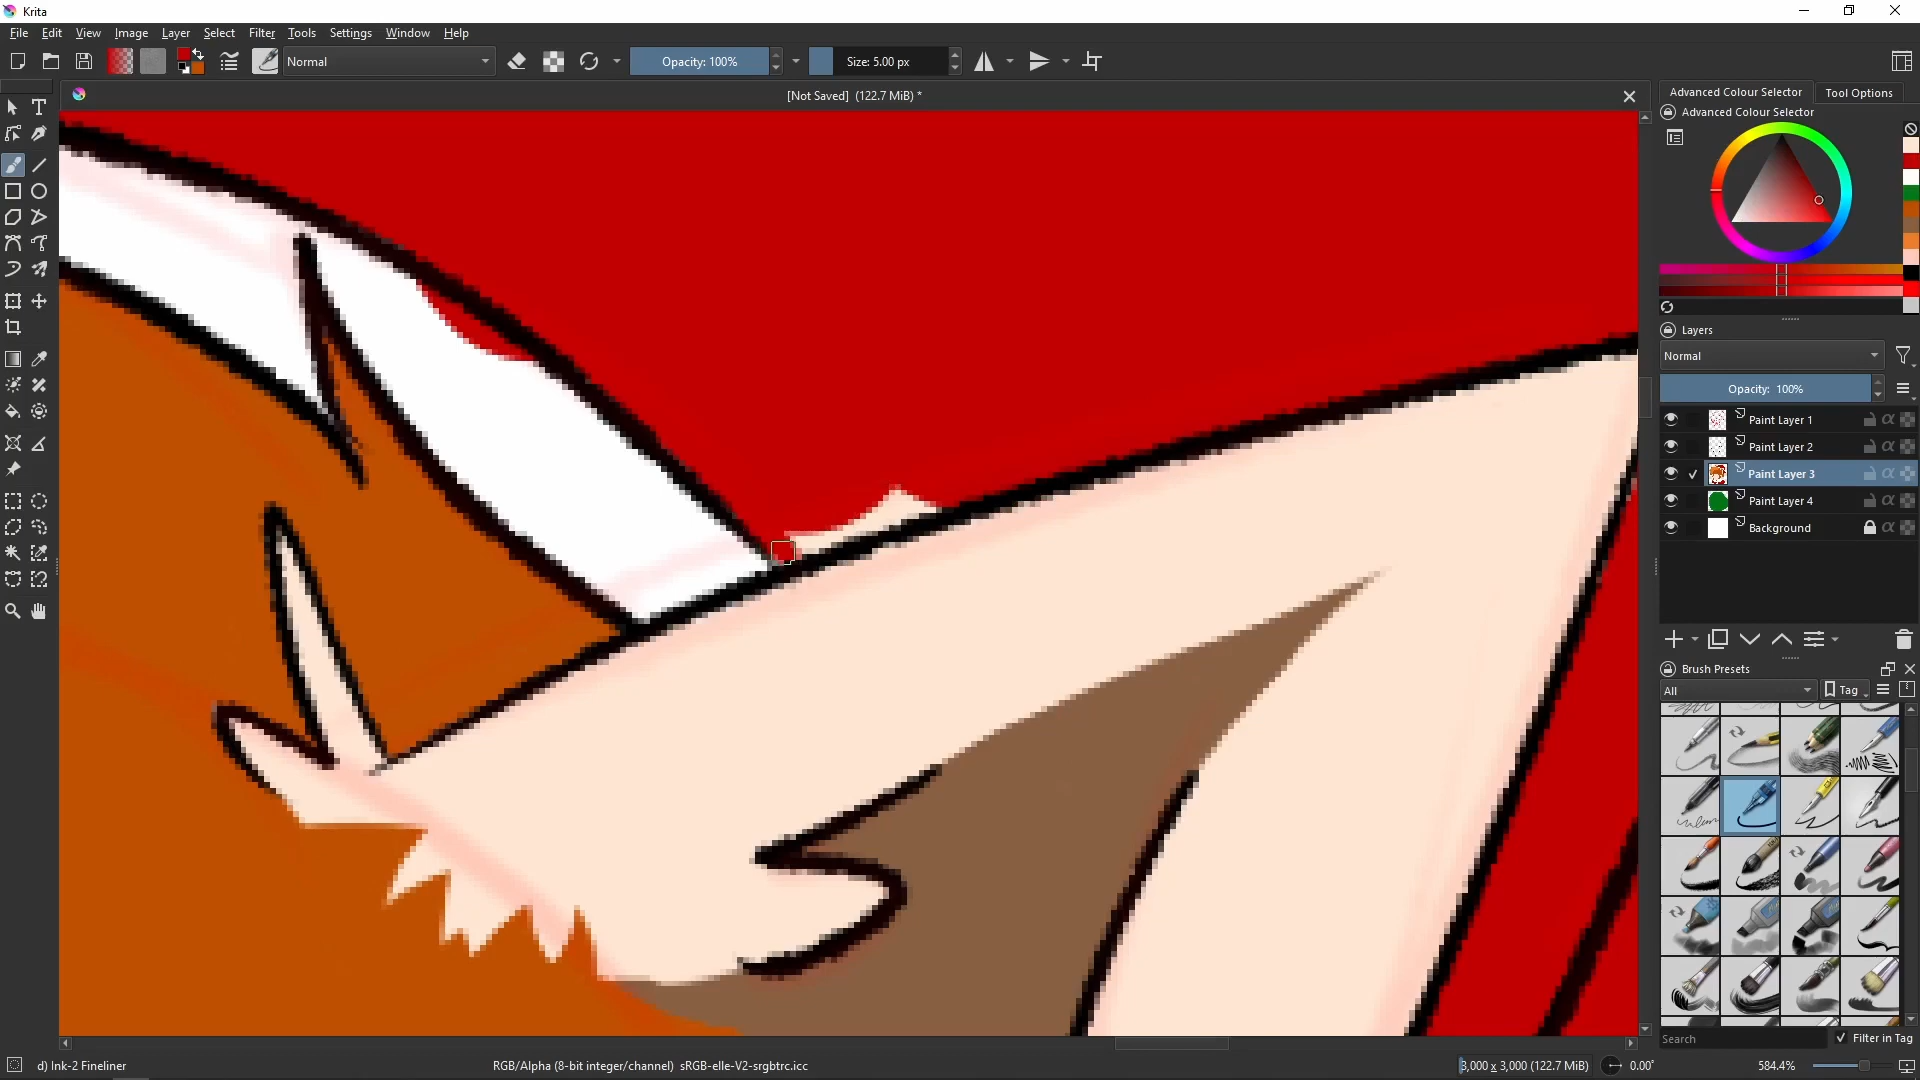 Krita
File Edit View Image Layer Select Filter Tools Settings Window Help
Normal
Opacity: 100%
Size: 5.00 px
[Not Saved] (122.7 MiB) *
Advanced Colour Selector
Tool Options
Advanced Colour Selector
Layers
Normal
Opacity: 100%
Paint Layer 1
Paint Layer 2
Paint Layer 3
Paint Layer 4
Background
Brush Presets
All
Tag
Search
Filter in Tag
d) Ink-2 Fineliner
RGB/Alpha (8-bit integer/channel) sRGB-elle-V2-srgbtrc.icc
3,000 x 3,000 (122.7 MiB)
0.00°
584.4%